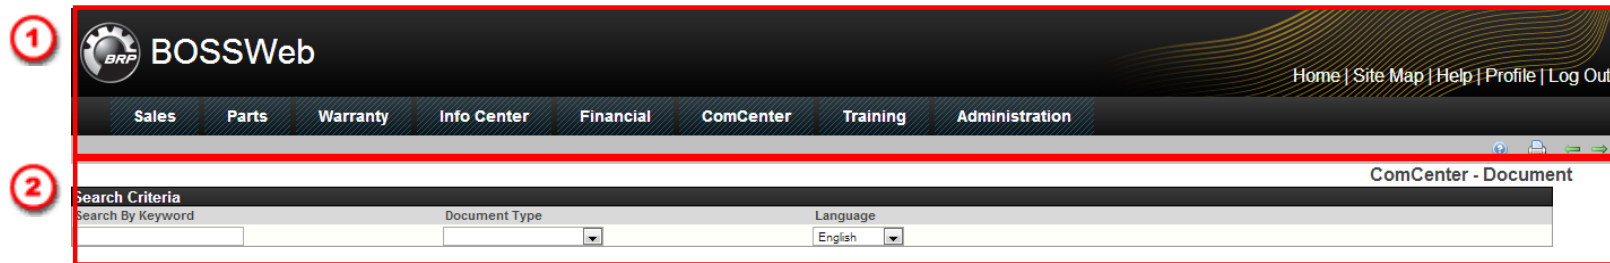 1
BRP
BOSSWeb
Home | Site Map | Help | Profile | Log Out
Sales Parts Warranty Info Center Financial ComCenter Training Administration
2
ComCenter - Document
Search Criteria
Search By Keyword Document Type Language
English